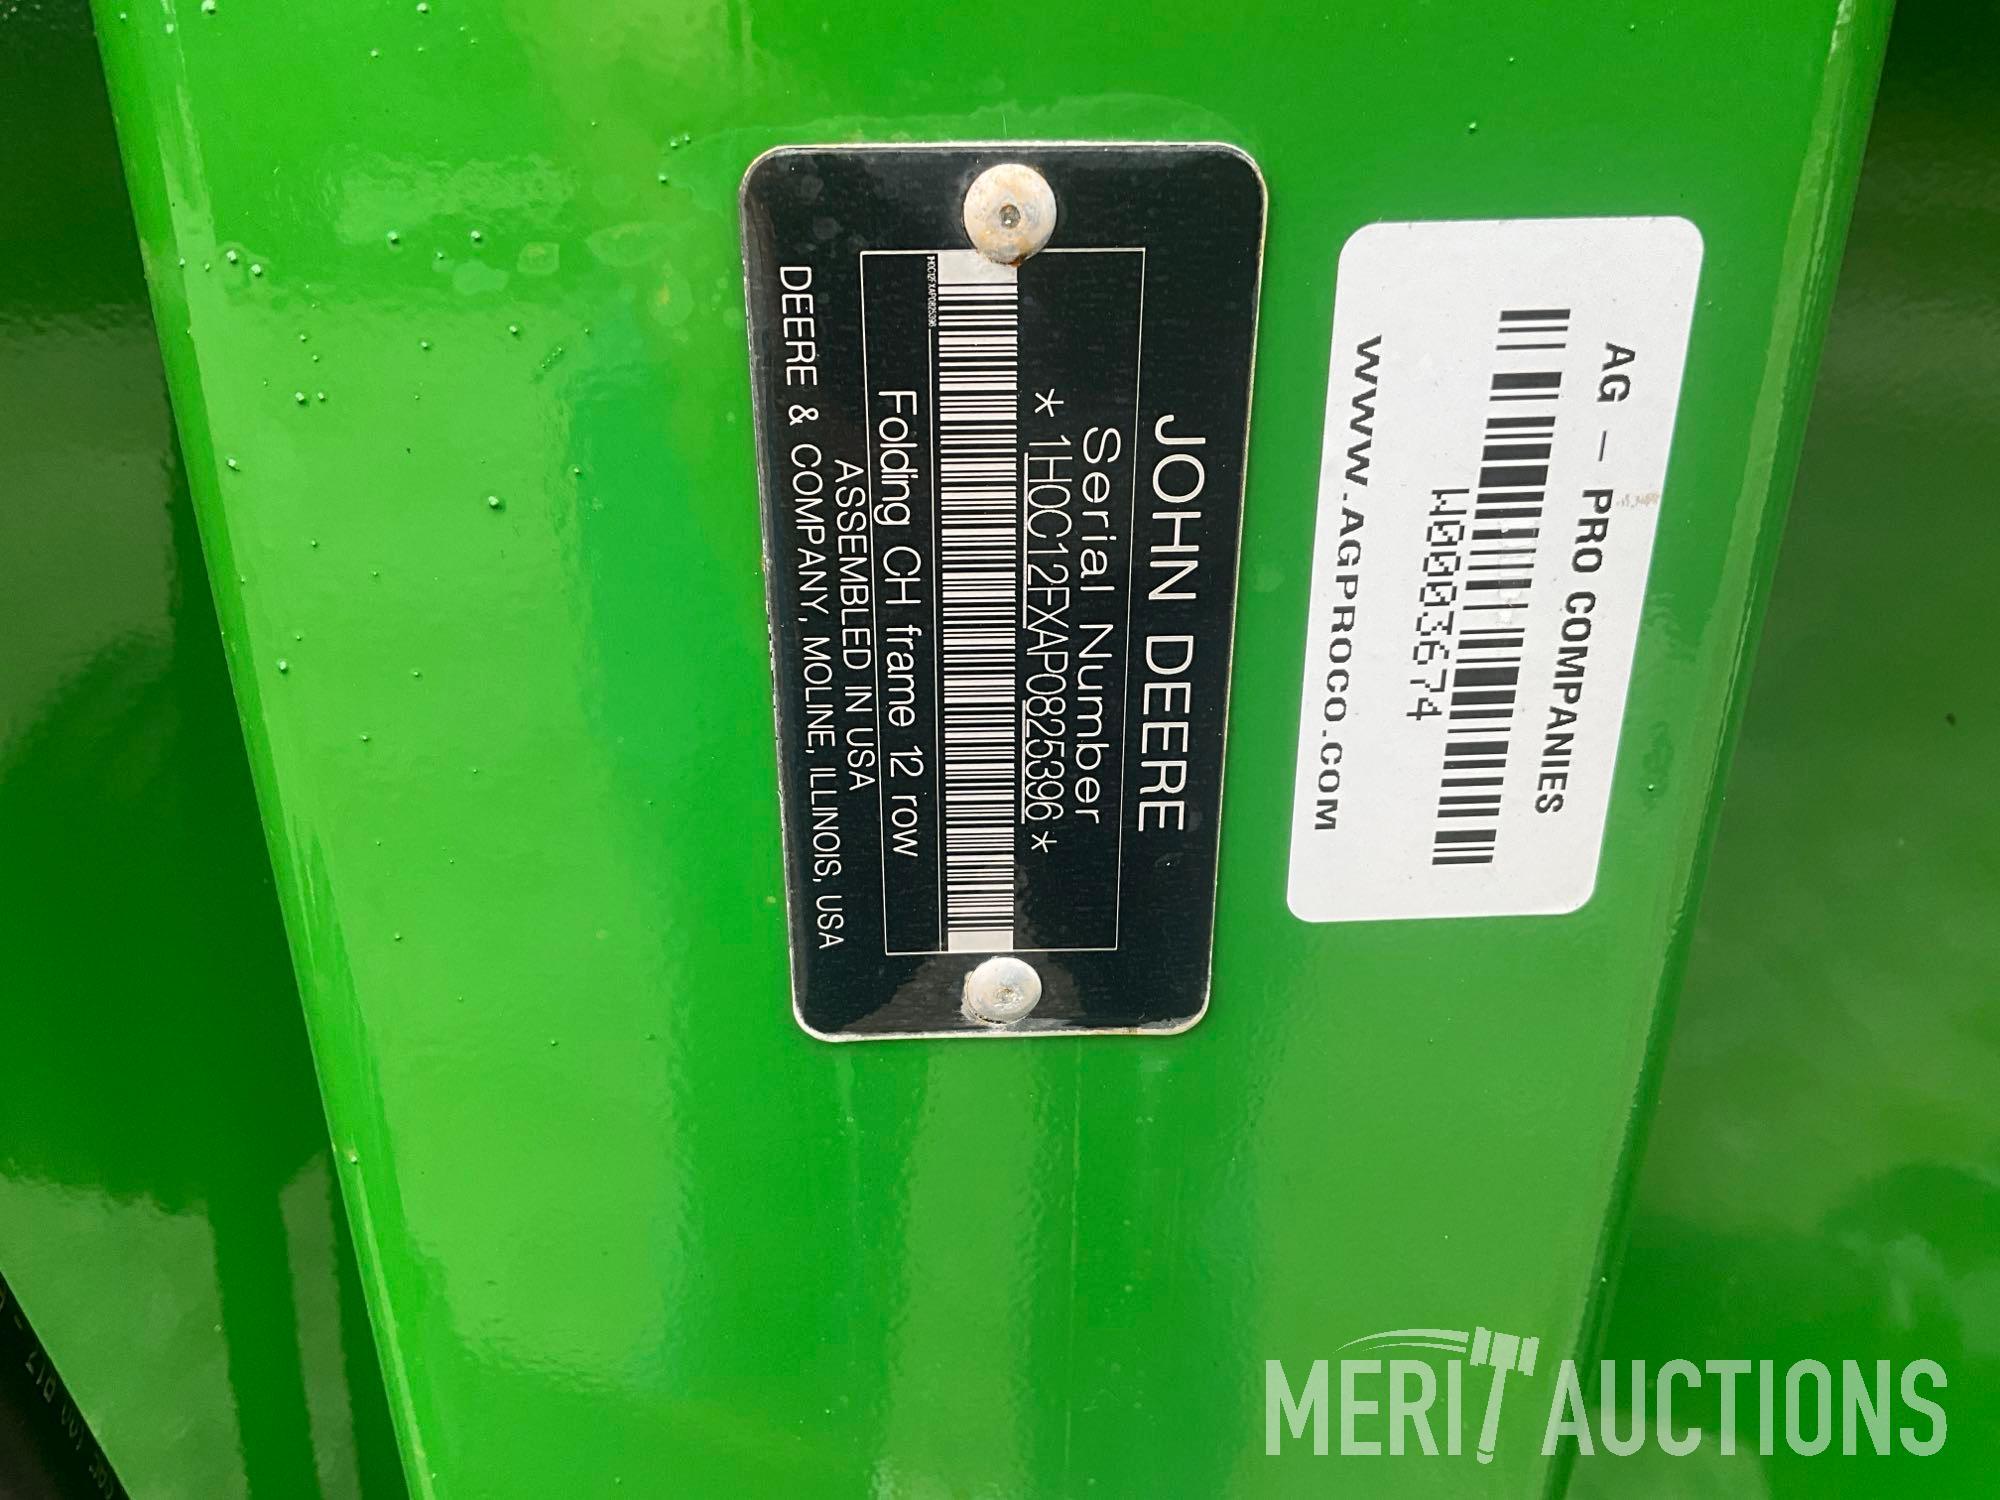 JOHN DEERE
Serial Number
* 1H0C12FXAP0825396 *
1H0C12FXAP0825396
Folding CH frame 12 row
ASSEMBLED IN USA
DEERE & COMPANY, MOLINE, ILLINOIS, USA
AG - PRO COMPANIES
W0003674
WWW.AGPROCO.COM
MERIT AUCTIONS